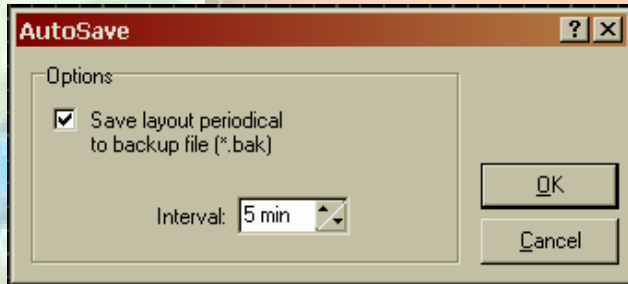 AutoSave
Options
Save layout periodical
to backup file (*.bak)
Interval: 5 min
OK
Cancel